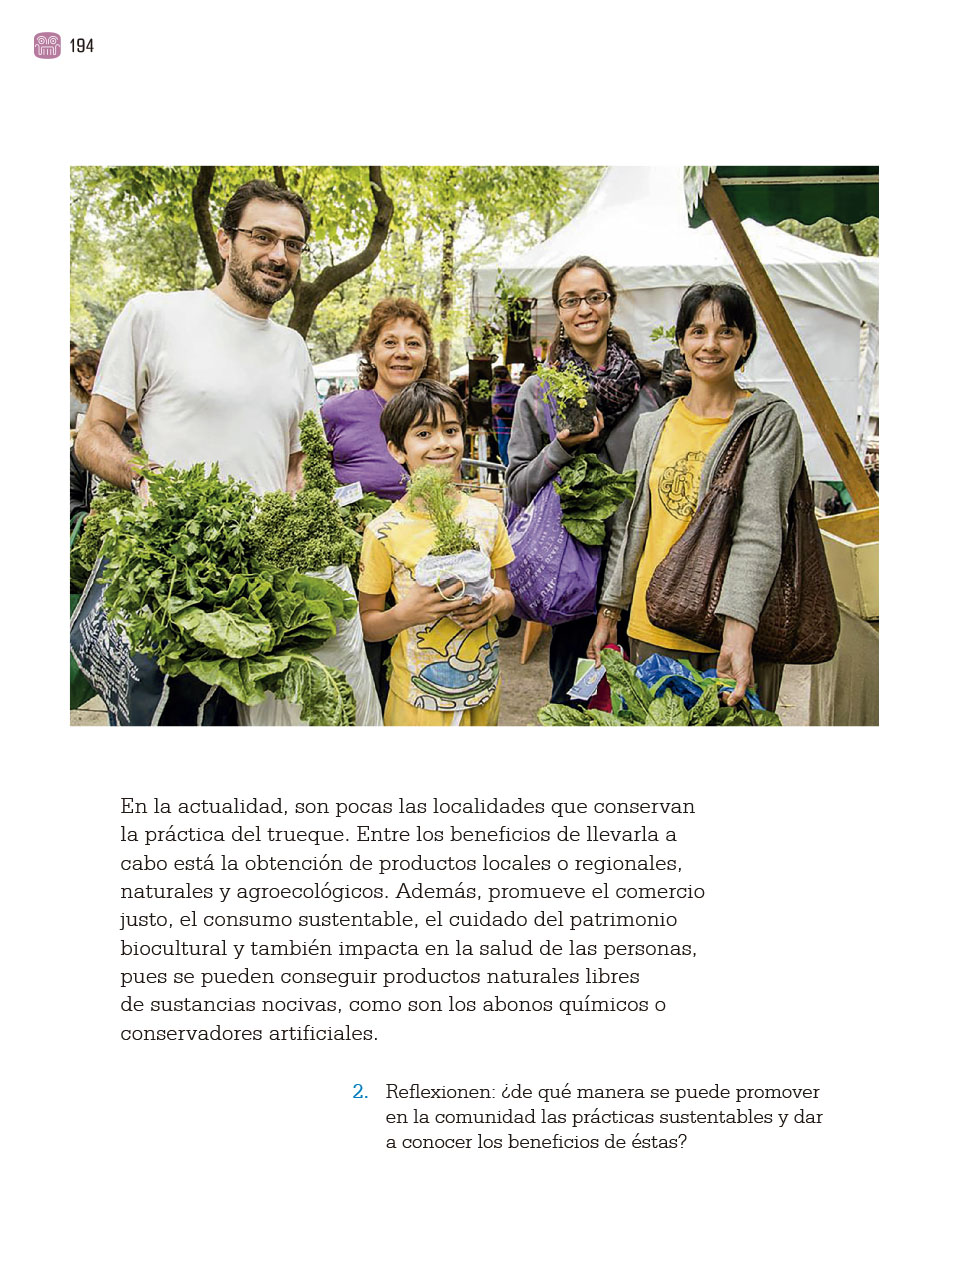 194
En la actualidad, son pocas las localidades que conservan
la práctica del trueque. Entre los beneficios de llevarla a
cabo está la obtención de productos locales o regionales,
naturales y agroecológicos. Además, promueve el comercio
justo, el consumo sustentable, el cuidado del patrimonio
biocultural y también impacta en la salud de las personas,
pues se pueden conseguir productos naturales libres
de sustancias nocivas, como son los abonos químicos o
conservadores artificiales.
2. Reflexionen: ¿de qué manera se puede promover
en la comunidad las prácticas sustentables y dar
a conocer los beneficios de éstas?